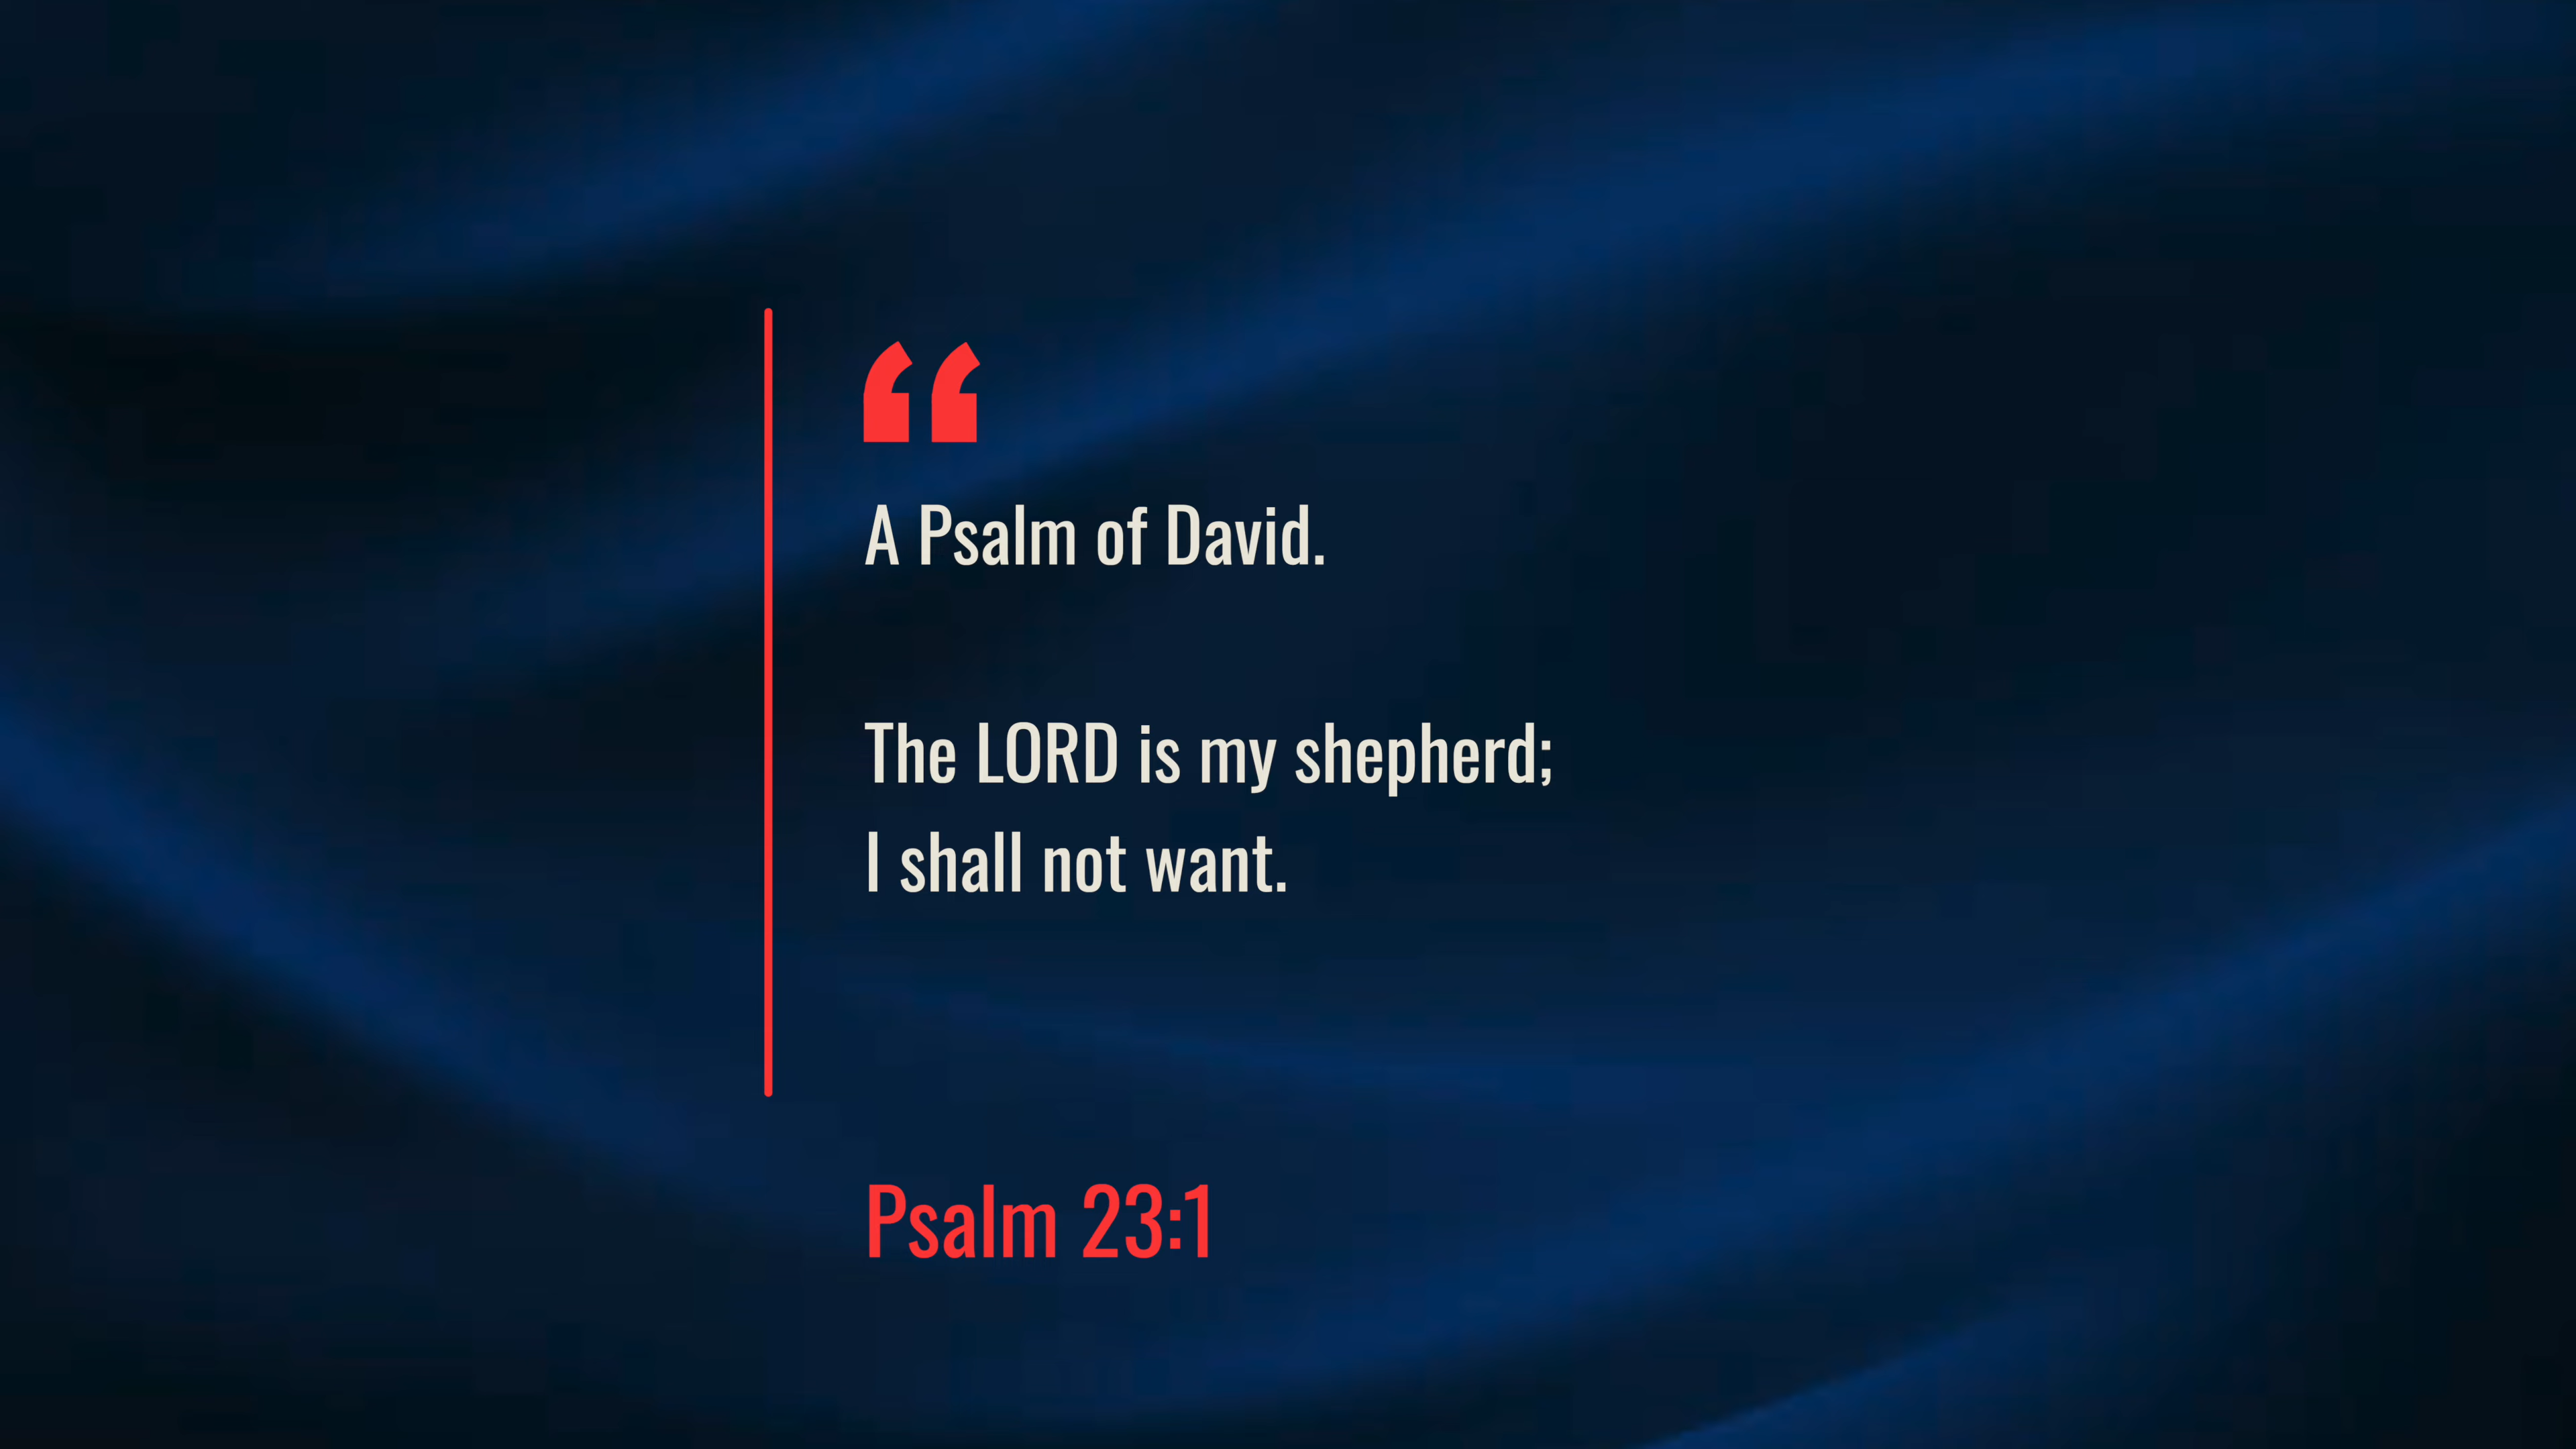 “
A Psalm of David.
The LORD is my shepherd;
I shall not want.
Psalm 23:1